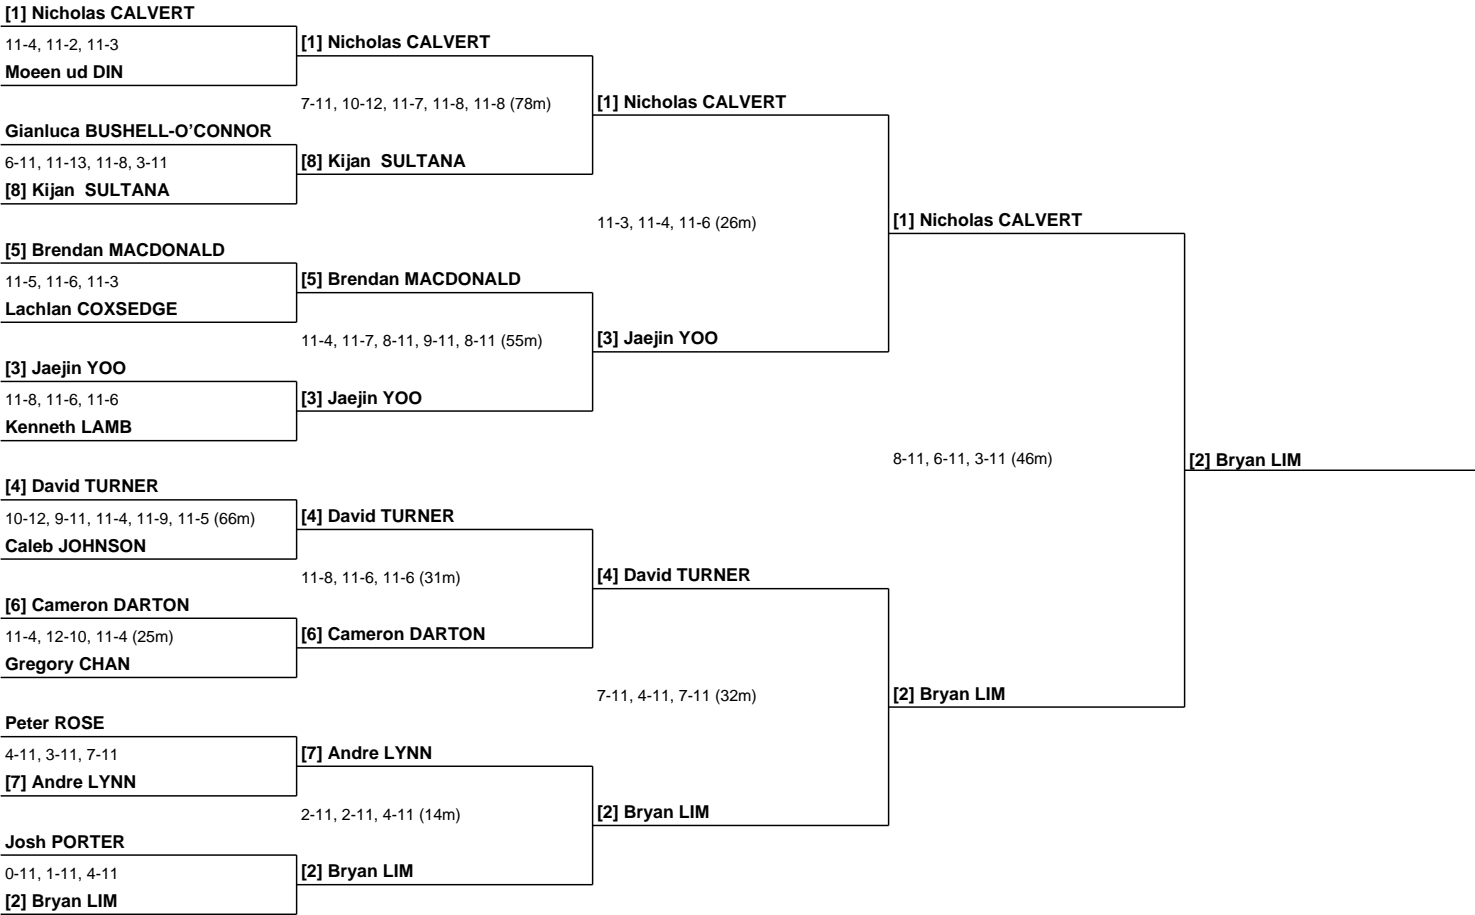 [1] Nicholas CALVERT
11-4, 11-2, 11-3
Moeen ud DIN
Gianluca BUSHELL-O’CONNOR
6-11, 11-13, 11-8, 3-11
[8] Kijan  SULTANA
[5] Brendan MACDONALD
11-5, 11-6, 11-3
Lachlan COXSEDGE
[3] Jaejin YOO
11-8, 11-6, 11-6
Kenneth LAMB
[4] David TURNER
10-12, 9-11, 11-4, 11-9, 11-5 (66m)
Caleb JOHNSON
[6] Cameron DARTON
11-4, 12-10, 11-4 (25m)
Gregory CHAN
Peter ROSE
4-11, 3-11, 7-11
[7] Andre LYNN
Josh PORTER
0-11, 1-11, 4-11
[2] Bryan LIM
[1] Nicholas CALVERT
7-11, 10-12, 11-7, 11-8, 11-8 (78m)
[8] Kijan  SULTANA
[5] Brendan MACDONALD
11-4, 11-7, 8-11, 9-11, 8-11 (55m)
[3] Jaejin YOO
[4] David TURNER
11-8, 11-6, 11-6 (31m)
[6] Cameron DARTON
[7] Andre LYNN
2-11, 2-11, 4-11 (14m)
[2] Bryan LIM
[1] Nicholas CALVERT
11-3, 11-4, 11-6 (26m)
[3] Jaejin YOO
[4] David TURNER
7-11, 4-11, 7-11 (32m)
[2] Bryan LIM
[1] Nicholas CALVERT
8-11, 6-11, 3-11 (46m)
[2] Bryan LIM
[2] Bryan LIM